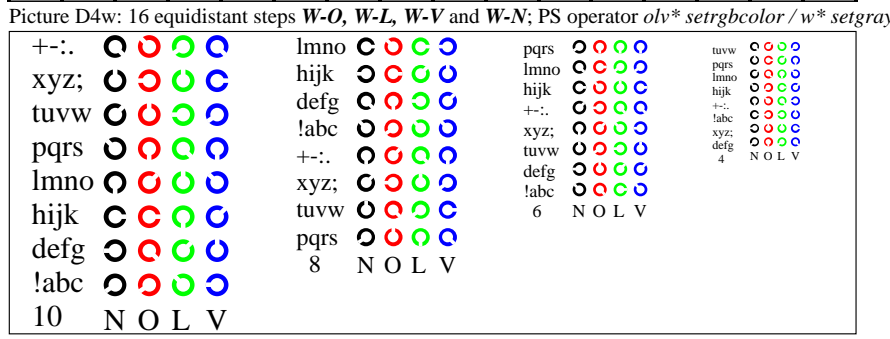 Picture D4w: 16 equidistant steps W-O, W-L, W-V and W-N; PS operator olv* setrgbcolor / w* setgray
+-:.
xyz;
tuvw
pqrs
lmno
hijk
defg
!abc
10 N O L V
lmno
hijk
defg
!abc
+-:.
xyz;
tuvw
pqrs
8 N O L V
pqrs
lmno
hijk
+-:.
xyz;
tuvw
defg
!abc
6 N O L V
tuvw
pqrs
lmno
hijk
+-:.
!abc
xyz;
defg
4 N O L V